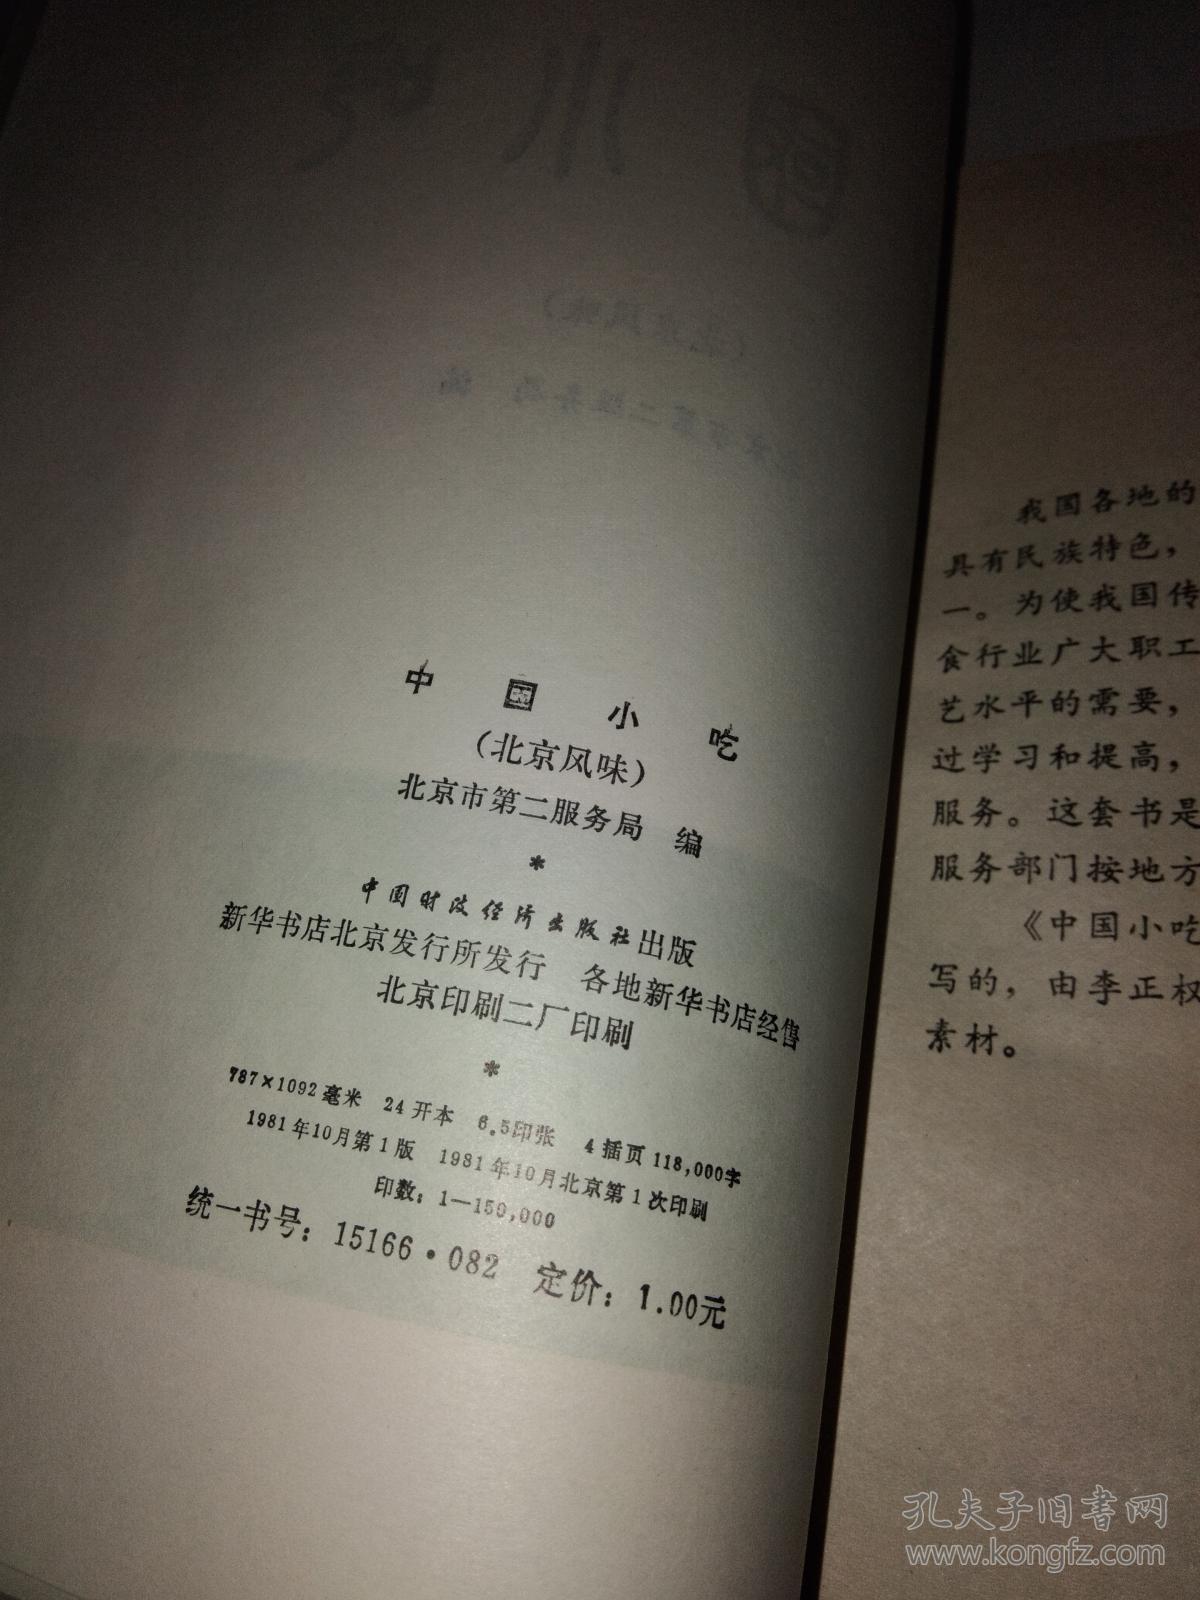 中国小吃
（北京风味）
北京市第二服务局 编
*
中国财政经济出版社出版
新华书店北京发行所发行 各地新华书店经售
北京印刷二厂印刷
*
787×1092毫米 24开本 6.5印张 4插页 118,000字
1981年10月第1版 1981年10月北京第1次印刷
印数：1—150,000
统一书号：15166·082 定价：1.00元
我国各地的
具有民族特色，
一。为使我国传
食行业广大职工
艺水平的需要，
过学习和提高，
服务。这套书是
服务部门按地方
《中国小吃
写的，由李正权
素材。
孔夫子旧书网
www.kongfz.com